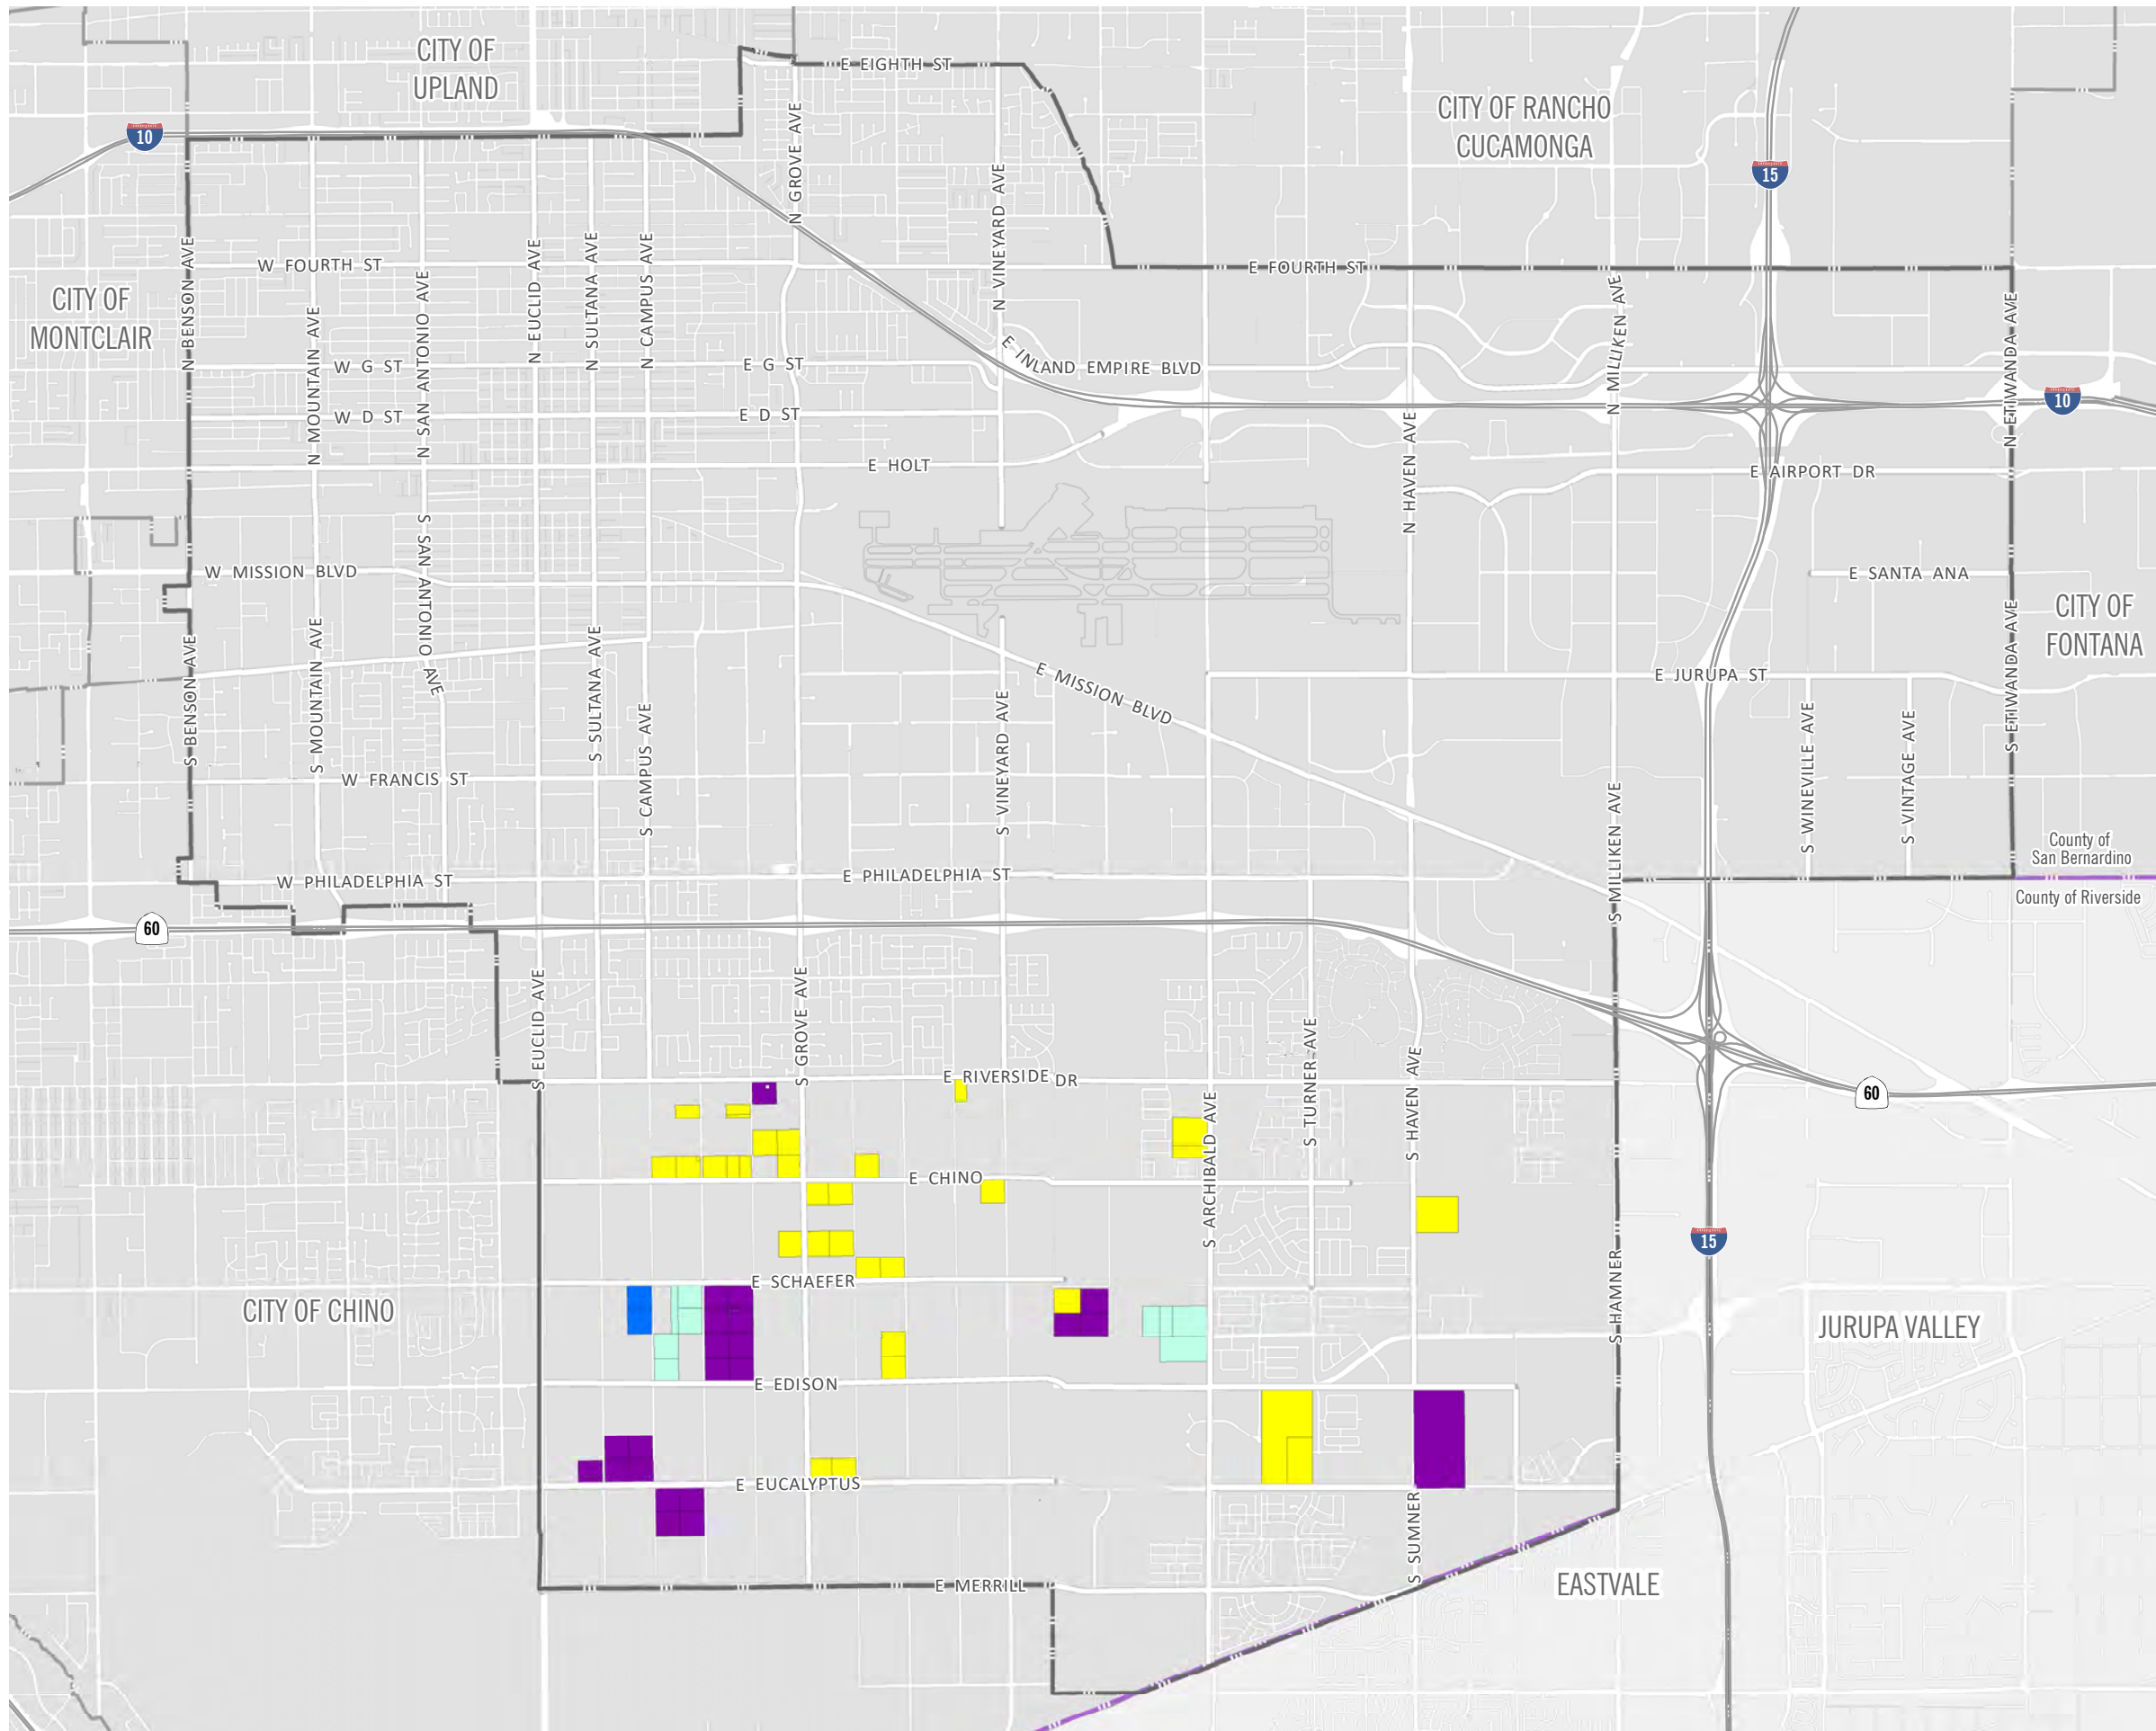 CITY OF
UPLAND
E EIGHTH ST
CITY OF RANCHO
CUCAMONGA
10
15
N GROVE AVE
N VINEYARD AVE
W FOURTH ST
E FOURTH ST
CITY OF
MONTCLAIR
N BENSON AVE
N MOUNTAIN AVE
N SAN ANTONIO AVE
N EUCLID AVE
N SULTANA AVE
N CAMPUS AVE
N MILLIKEN AVE
N ETIWANDA AVE
W G ST
E G ST
E INLAND EMPIRE BLVD
W D ST
E D ST
10
N HAVEN AVE
E HOLT
E AIRPORT DR
W MISSION BLVD
S SAN ANTONIO AVE
E SANTA ANA
CITY OF
FONTANA
S BENSON AVE
S MOUNTAIN AVE
S SULTANA AVE
S CAMPUS AVE
E MISSION BLVD
S VINEYARD AVE
E JURUPA ST
S ETIWANDA AVE
S WINEVILLE AVE
S VINTAGE AVE
W FRANCIS ST
S MILLIKEN AVE
County of
San Bernardino
W PHILADELPHIA ST
E PHILADELPHIA ST
County of Riverside
60
S EUCLID AVE
S GROVE AVE
S TURNER AVE
S HAVEN AVE
E RIVERSIDE DR
60
S ARCHIBALD AVE
E CHINO
15
S HAMNER
E SCHAEFER
CITY OF CHINO
JURUPA VALLEY
E EDISON
E EUCALYPTUS
S SUMNER
E MERRILL
EASTVALE